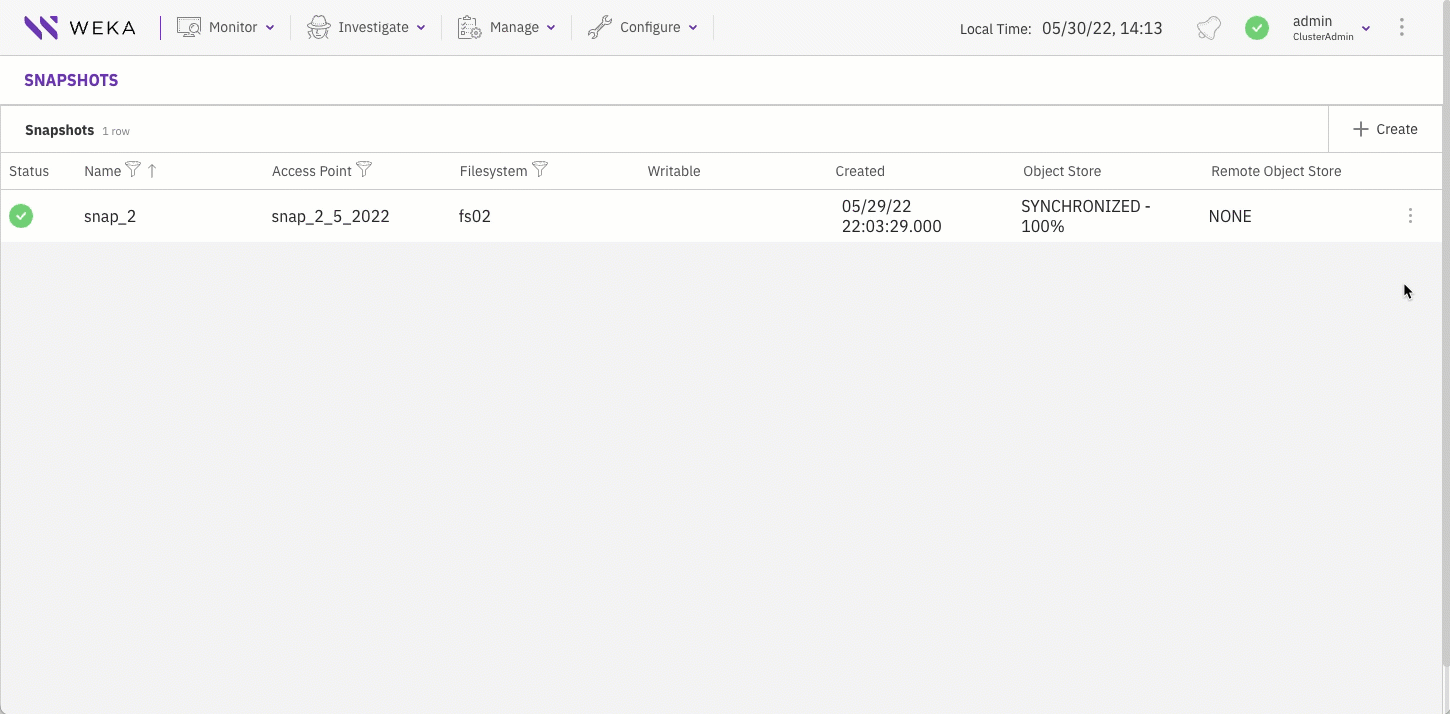 WEKA Monitor Investigate Manage Configure Local Time: 05/30/22, 14:13 admin
ClusterAdmin
SNAPSHOTS
Snapshots 1 row Create
Status Name Access Point Filesystem Writable Created Object Store Remote Object Store
snap_2 snap_2_5_2022 fs02 05/29/22 SYNCHRONIZED - NONE
22:03:29.000 100%